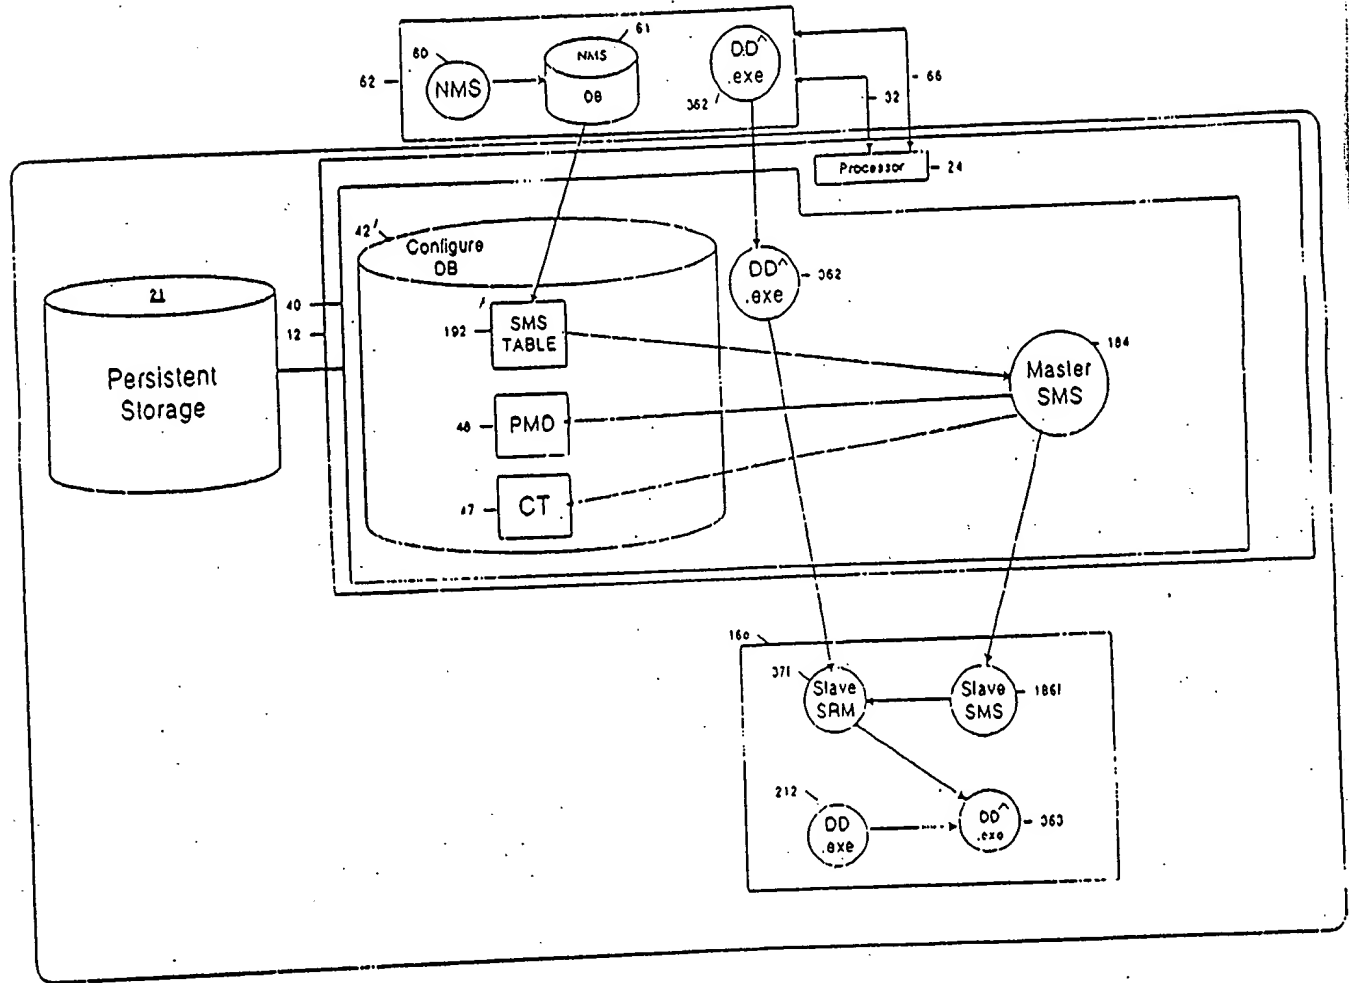 61
60
NMS
NMS
DB
DD^
.exe
362
62
66
32
Processor
24
42'
Configure
DB
DD^
.exe
362
21
Persistent
Storage
40
12
192
SMS
TABLE
184
Master
SMS
48
PMD
47
CT
16a
371
Slave
SRM
Slave
SMS
186
212
DD
.exe
DD^
.exe
363